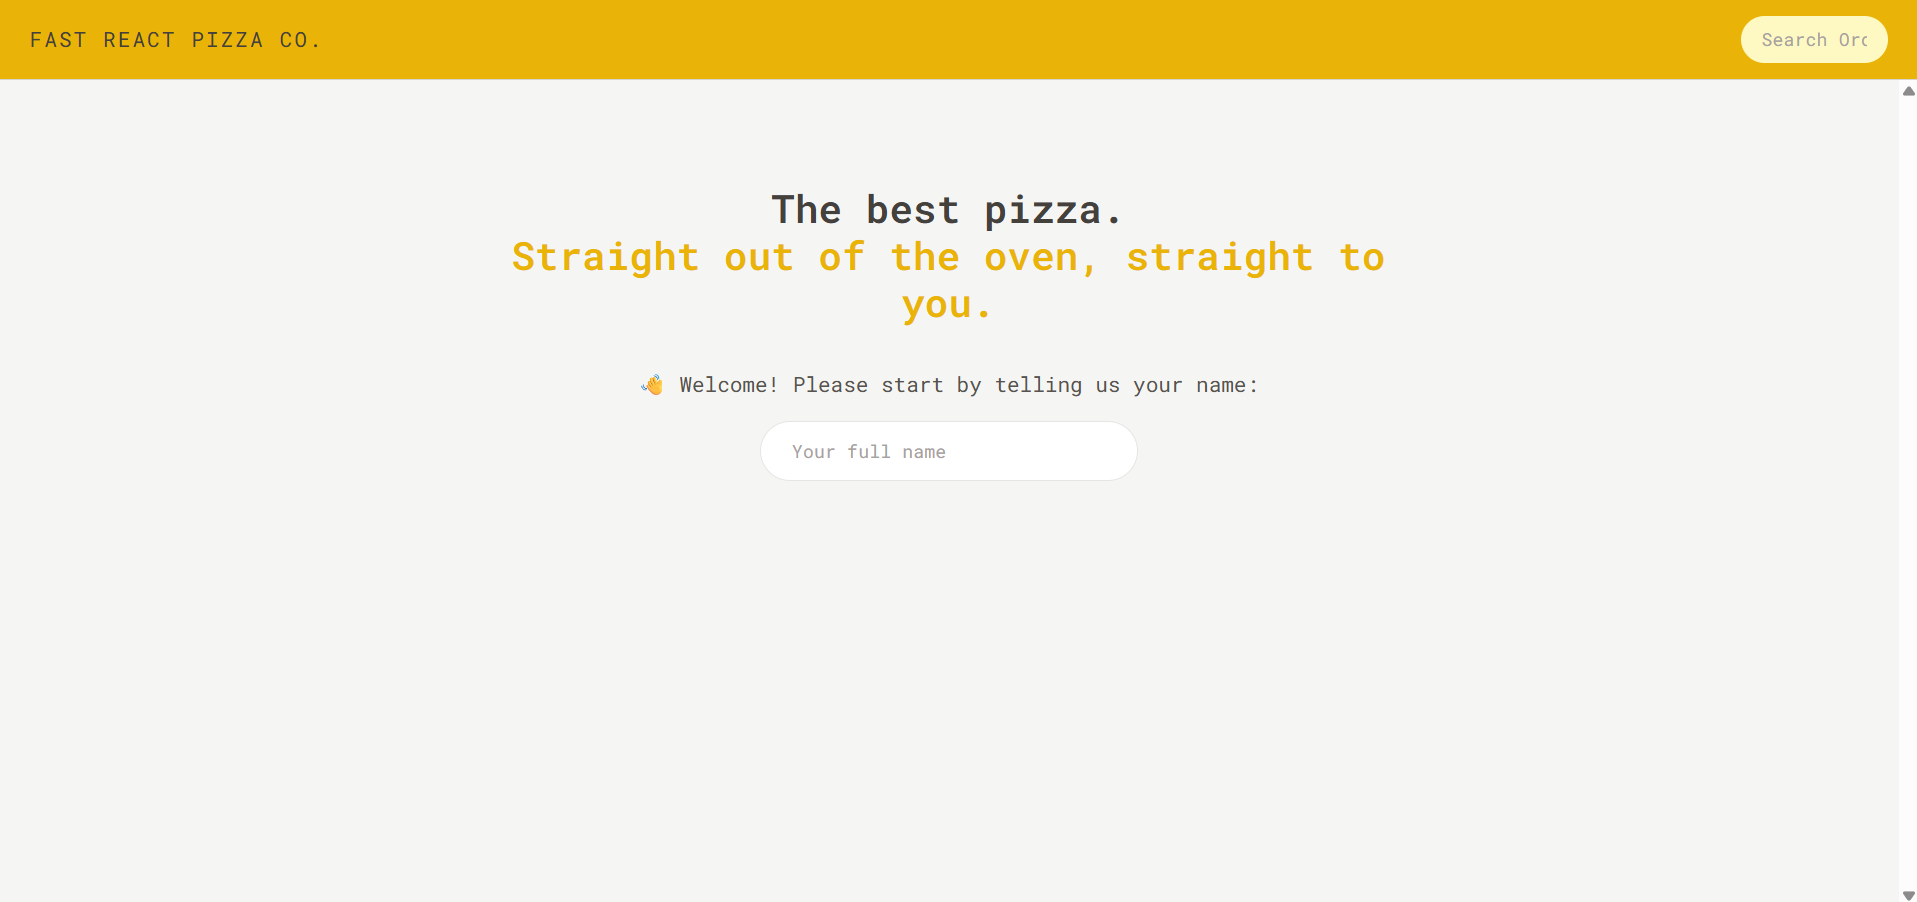 FAST REACT PIZZA CO.
Search Orc
The best pizza.
Straight out of the oven, straight to
you.
👋 Welcome! Please start by telling us your name:
Your full name